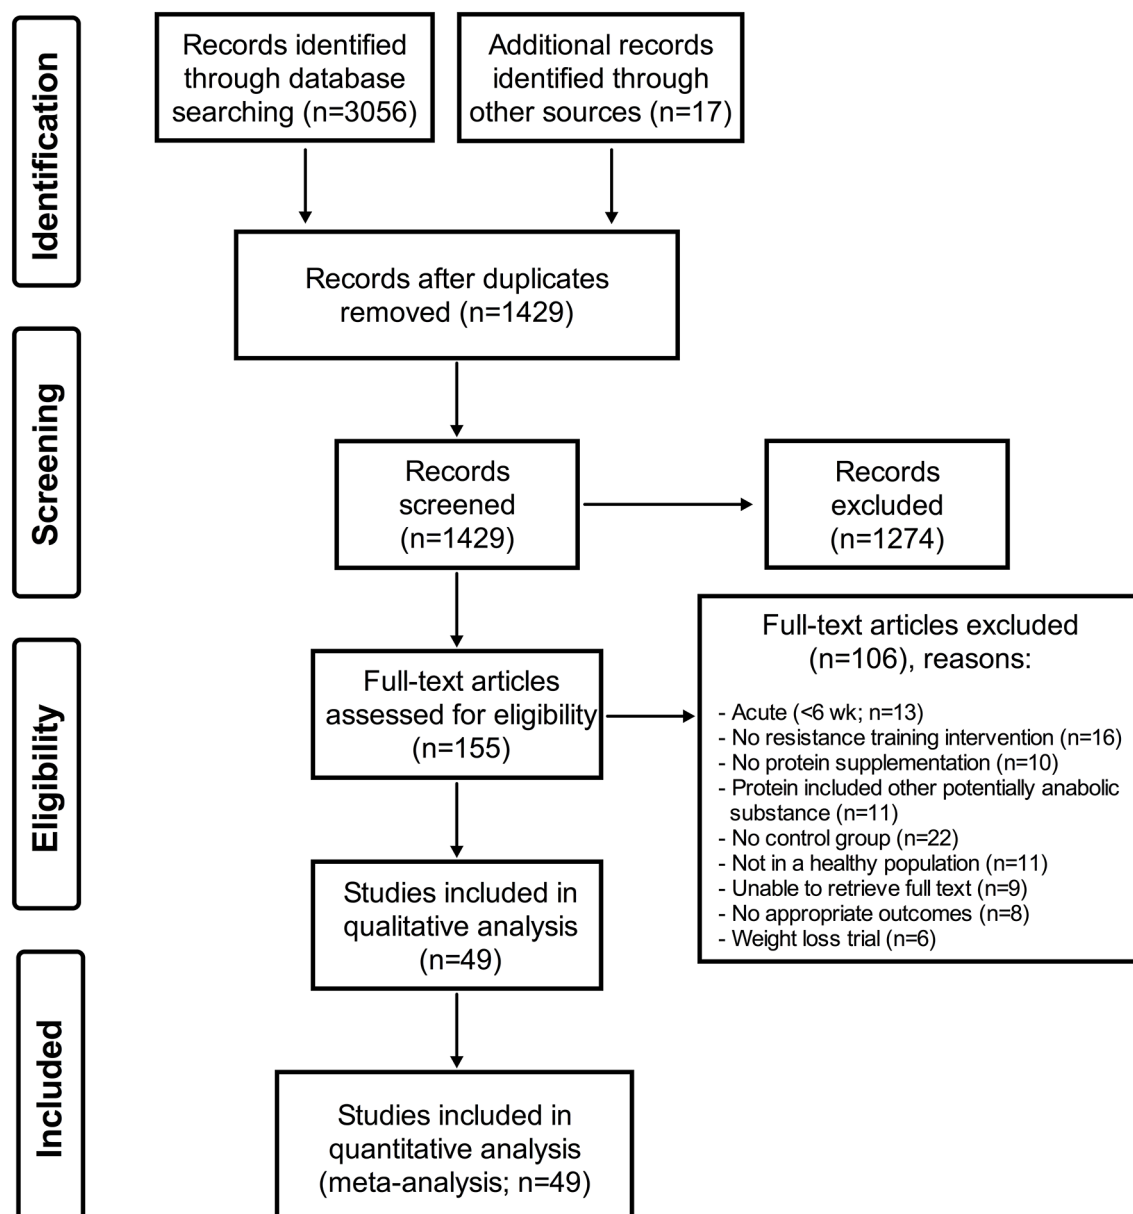 Identification
Records identified
through database
searching (n=3056)
Additional records
identified through
other sources (n=17)
Records after duplicates
removed (n=1429)
Screening
Records
screened
(n=1429)
Records
excluded
(n=1274)
Eligibility
Full-text articles
assessed for eligibility
(n=155)
Full-text articles excluded
(n=106), reasons:
- Acute (<6 wk; n=13)
- No resistance training intervention (n=16)
- No protein supplementation (n=10)
- Protein included other potentially anabolic
substance (n=11)
- No control group (n=22)
- Not in a healthy population (n=11)
- Unable to retrieve full text (n=9)
- No appropriate outcomes (n=8)
- Weight loss trial (n=6)
Studies included in
qualitative analysis
(n=49)
Included
Studies included in
quantitative analysis
(meta-analysis; n=49)